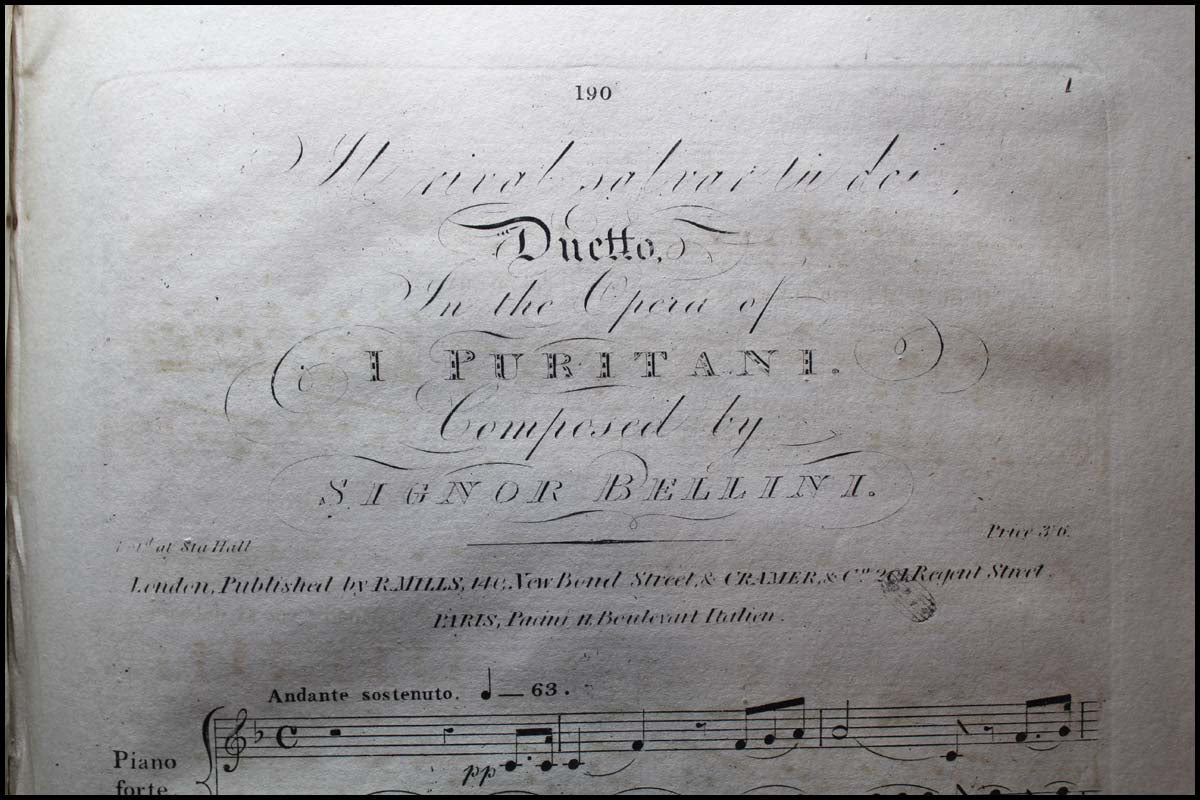 190
1
Il rival salvar tu dei,
Duetto,
In the Opera of
I PURITANI.
Composed by
SIGNOR BELLINI.
at Sta Hall
Price 3/6.
London, Published by R. MILLS, 140, New Bond Street, & CRAMER, & Co. 201, Regent Street.
PARIS, Pacini, 11, Boulevart Italien.
Andante sostenuto. ♩ — 63.
Piano
forte
pp